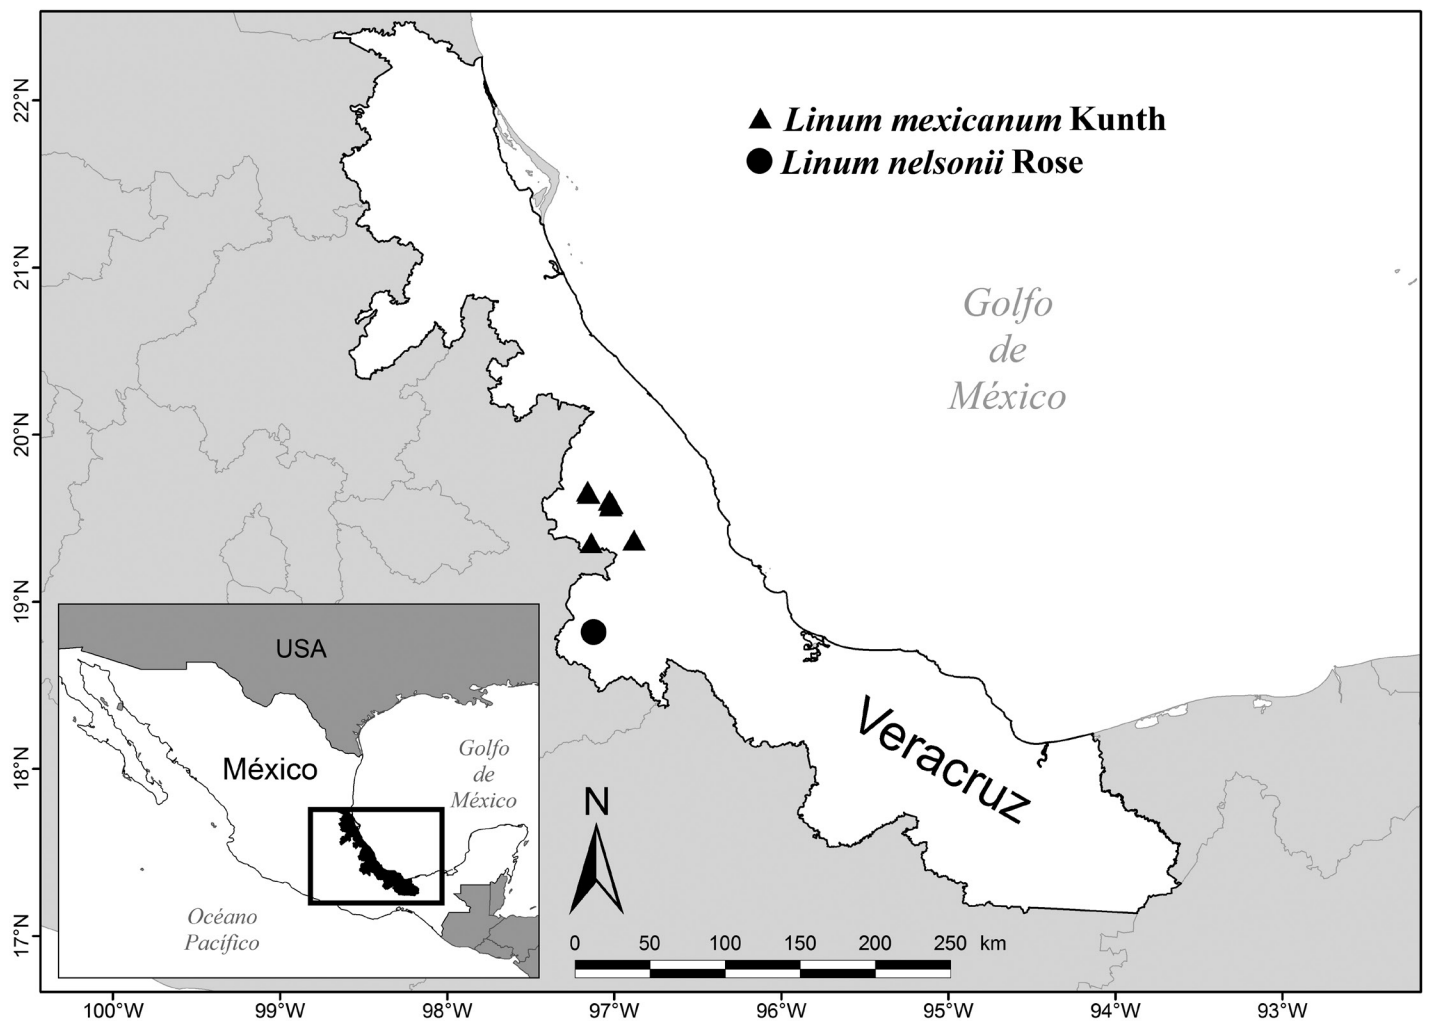 Linum mexicanum Kunth
Linum nelsonii Rose
Golfo
de
México
22°N
21°N
20°N
19°N
18°N
17°N
Veracruz
USA
México
Golfo
de
México
Océano
Pacífico
N
0 50 100 150 200 250 km
100°W 99°W 98°W 97°W 96°W 95°W 94°W 93°W